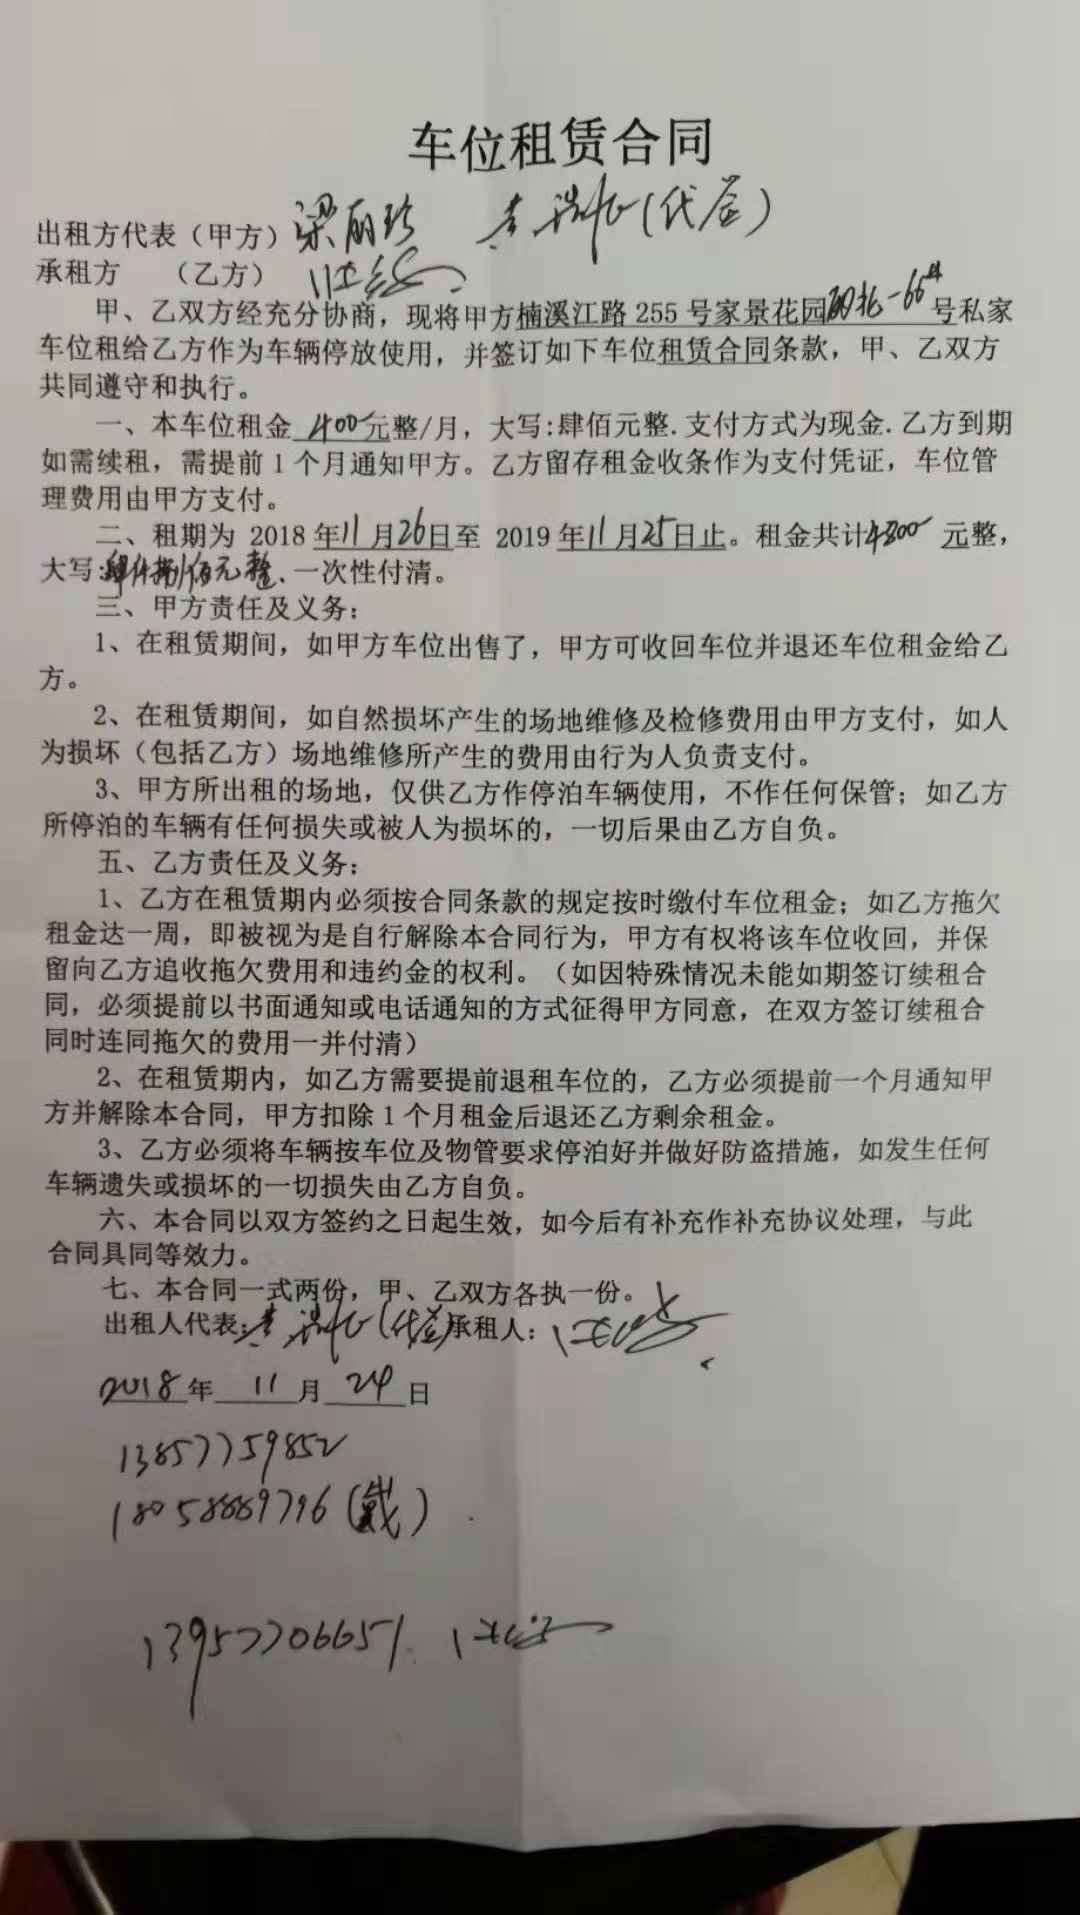 车位租赁合同
出租方代表（甲方）梁丽珍 黄 (代签)
承租方 （乙方）
甲、乙双方经充分协商，现将甲方楠溪江路 255 号家景花园 北-66# 号私家
车位租给乙方作为车辆停放使用，并签订如下车位租赁合同条款，甲、乙双方
共同遵守和执行。
一、本车位租金 400元整/月，大写:肆佰元整.支付方式为现金.乙方到期
如需续租，需提前 1 个月通知甲方。乙方留存租金收条作为支付凭证，车位管
理费用由甲方支付。
二、租期为 2018 年11月26日至 2019 年11月25日止。租金共计4800 元整，
大写:肆仟捌佰元整.一次性付清。
三、甲方责任及义务：
1、在租赁期间，如甲方车位出售了，甲方可收回车位并退还车位租金给乙
方。
2、在租赁期间，如自然损坏产生的场地维修及检修费用由甲方支付，如人
为损坏（包括乙方）场地维修所产生的费用由行为人负责支付。
3、甲方所出租的场地，仅供乙方作停泊车辆使用，不作任何保管；如乙方
所停泊的车辆有任何损失或被人为损坏的，一切后果由乙方自负。
五、乙方责任及义务：
1、乙方在租赁期内必须按合同条款的规定按时缴付车位租金；如乙方拖欠
租金达一周，即被视为是自行解除本合同行为，甲方有权将该车位收回，并保
留向乙方追收拖欠费用和违约金的权利。（如因特殊情况未能如期签订续租合
同，必须提前以书面通知或电话通知的方式征得甲方同意，在双方签订续租合
同时连同拖欠的费用一并付清）
2、在租赁期内，如乙方需要提前退租车位的，乙方必须提前一个月通知甲
方并解除本合同，甲方扣除 1 个月租金后退还乙方剩余租金。
3、乙方必须将车辆按车位及物管要求停泊好并做好防盗措施，如发生任何
车辆遗失或损坏的一切损失由乙方自负。
六、本合同以双方签约之日起生效，如今后有补充作补充协议处理，与此
合同具同等效力。
七、本合同一式两份，甲、乙双方各执一份。
出租人代表：黄 (代签) 承租人：
2018 年 11 月 24 日
13857759852
18058889796 (戴)
13957706651